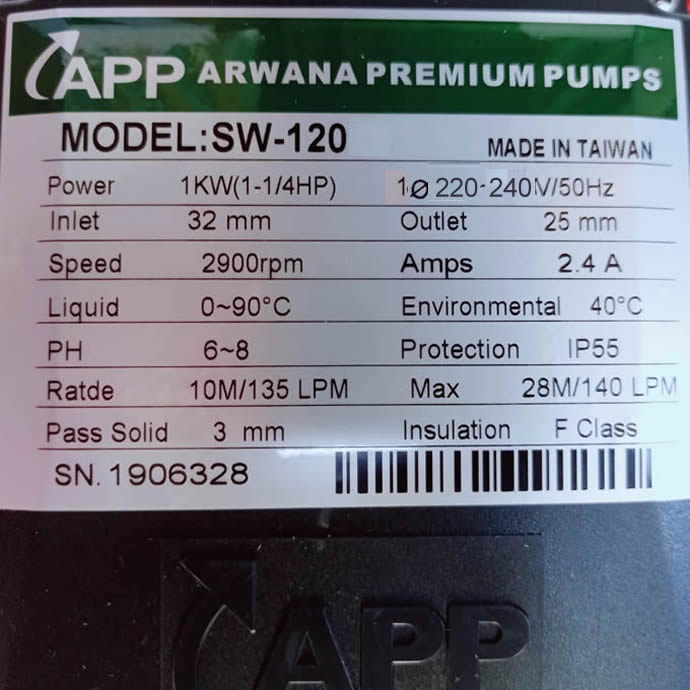 APP ARWANA PREMIUM PUMPS
MODEL:SW-120 MADE IN TAIWAN
Power 1KW(1-1/4HP) 1Ø 220-240V/50Hz
Inlet 32 mm Outlet 25 mm
Speed 2900rpm Amps 2.4 A
Liquid 0~90°C Environmental 40°C
PH 6~8 Protection IP55
Ratde 10M/135 LPM Max 28M/140 LPM
Pass Solid 3 mm Insulation F Class
SN. 1906328
APP